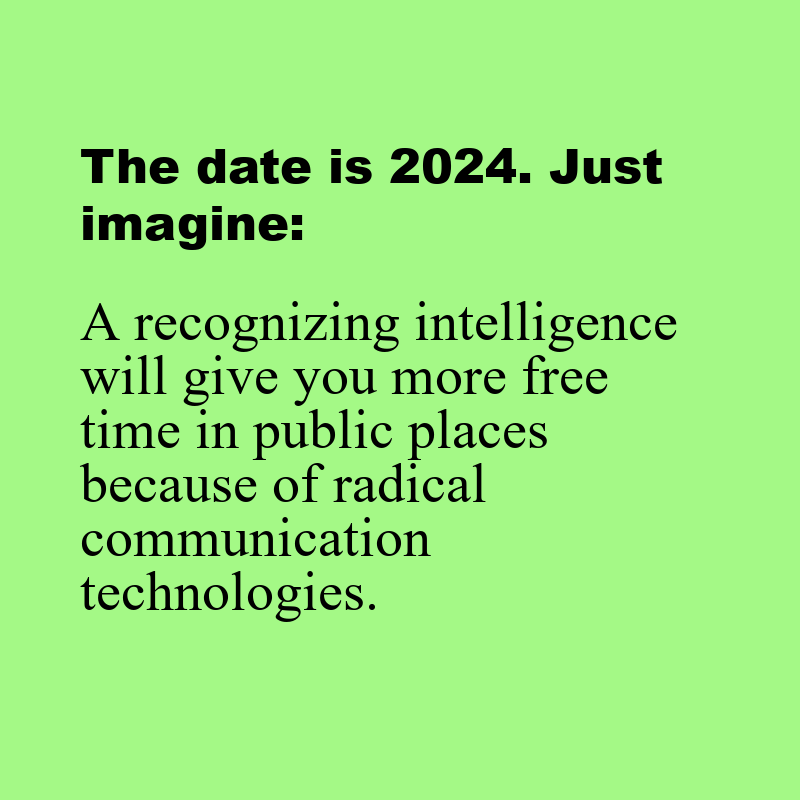 The date is 2024. Just
imagine:
A recognizing intelligence
will give you more free
time in public places
because of radical
communication
technologies.